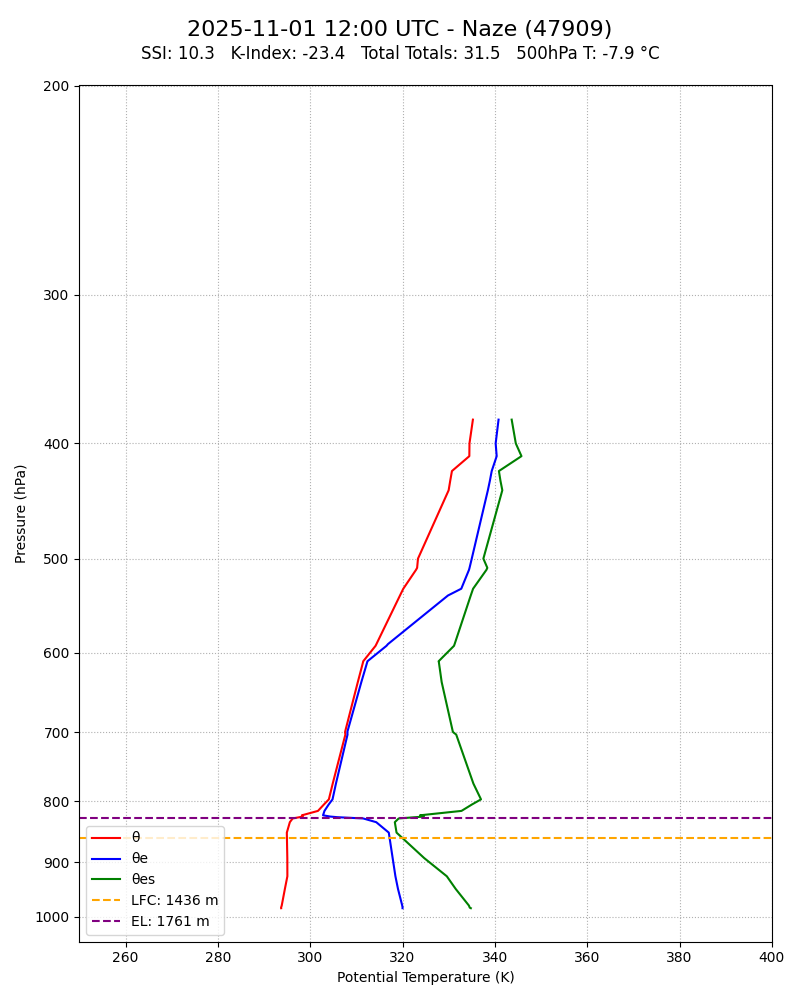 2025-11-01 12:00 UTC - Naze (47909)
SSI: 10.3 K-Index: -23.4 Total Totals: 31.5 500hPa T: -7.9 °C
200
300
400
500
600
700
800
900
1000
Pressure (hPa)
θ
θe
θes
LFC: 1436 m
EL: 1761 m
260 280 300 320 340 360 380 400
Potential Temperature (K)